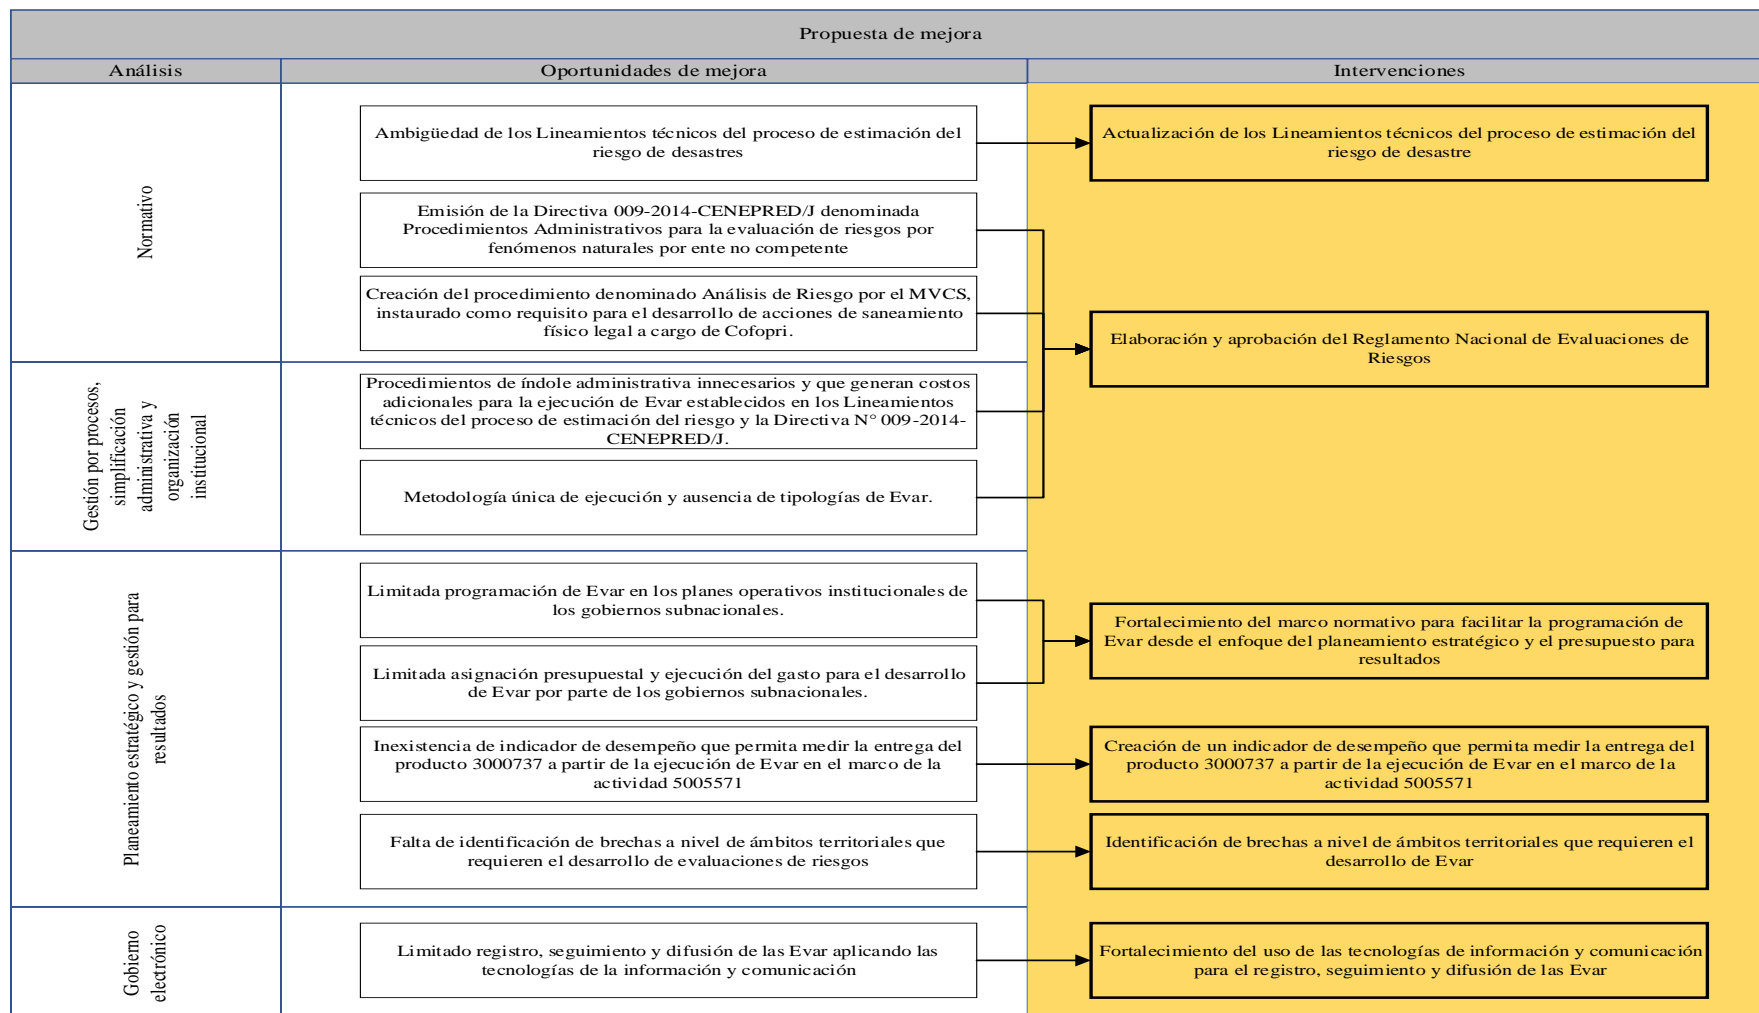 Propuesta de mejora
Análisis
Oportunidades de mejora
Intervenciones
Normativo
Ambigüedad de los Lineamientos técnicos del proceso de estimación del
riesgo de desastres
Actualización de los Lineamientos técnicos del proceso de estimación del
riesgo de desastre
Emisión de la Directiva 009-2014-CENEPRED/J denominada
Procedimientos Administrativos para la evaluación de riesgos por
fenómenos naturales por ente no competente
Creación del procedimiento denominado Análisis de Riesgo por el MVCS,
instaurado como requisito para el desarrollo de acciones de saneamiento
físico legal a cargo de Cofopri.
Elaboración y aprobación del Reglamento Nacional de Evaluaciones de
Riesgos
Gestión por procesos,
simplificación
administrativa y
organización
institucional
Procedimientos de índole administrativa innecesarios y que generan costos
adicionales para la ejecución de Evar establecidos en los Lineamientos
técnicos del proceso de estimación del riesgo y la Directiva N° 009-2014-
CENEPRED/J.
Metodología única de ejecución y ausencia de tipologías de Evar.
Planeamiento estratégico y gestión para
resultados
Limitada programación de Evar en los planes operativos institucionales de
los gobiernos subnacionales.
Limitada asignación presupuestal y ejecución del gasto para el desarrollo
de Evar por parte de los gobiernos subnacionales.
Fortalecimiento del marco normativo para facilitar la programación de
Evar desde el enfoque del planeamiento estratégico y el presupuesto para
resultados
Inexistencia de indicador de desempeño que permita medir la entrega del
producto 3000737 a partir de la ejecución de Evar en el marco de la
actividad 5005571
Creación de un indicador de desempeño que permita medir la entrega del
producto 3000737 a partir de la ejecución de Evar en el marco de la
actividad 5005571
Falta de identificación de brechas a nivel de ámbitos territoriales que
requieren el desarrollo de evaluaciones de riesgos
Identificación de brechas a nivel de ámbitos territoriales que requieren el
desarrollo de Evar
Gobierno
electrónico
Limitado registro, seguimiento y difusión de las Evar aplicando las
tecnologías de la información y comunicación
Fortalecimiento del uso de las tecnologías de información y comunicación
para el registro, seguimiento y difusión de las Evar